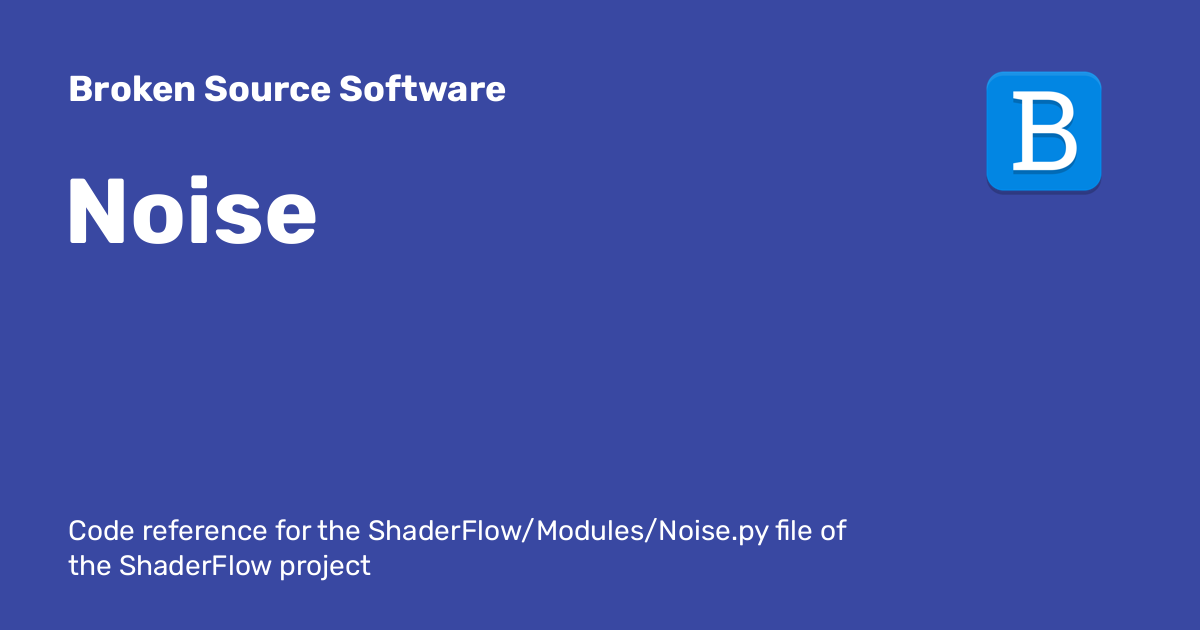 Broken Source Software
B
Noise
Code reference for the ShaderFlow/Modules/Noise.py file of
the ShaderFlow project